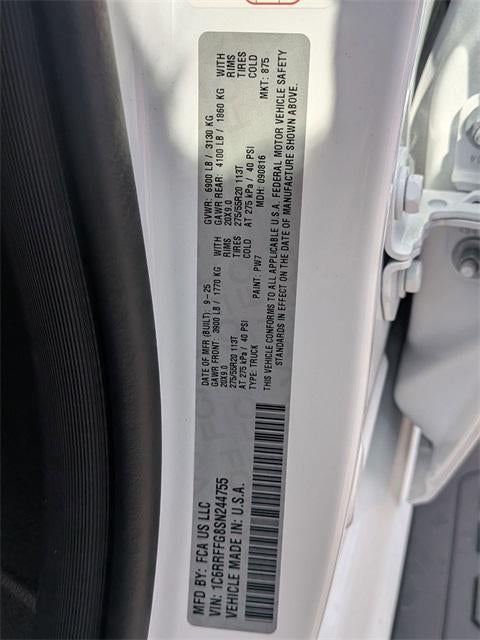 MFD BY: FCA US LLC
VIN: 1C6RRFFG8SN244755
VEHICLE MADE IN: U.S.A.
DATE OF MFR (BUILT): 9-25 GVWR: 6900 LB / 3130 KG
GAWR FRONT: 3900 LB / 1770 KG WITH GAWR REAR: 4100 LB / 1860 KG WITH
20X9.0 RIMS 20X9.0 RIMS
275/55R20 113T TIRES 275/55R20 113T TIRES
AT 275 kPa / 40 PSI COLD AT 275 kPa / 40 PSI COLD
TYPE: TRUCK PAINT: PW7 MDH: 090816 MKT: 875
THIS VEHICLE CONFORMS TO ALL APPLICABLE U.S.A. FEDERAL MOTOR VEHICLE SAFETY
STANDARDS IN EFFECT ON THE DATE OF MANUFACTURE SHOWN ABOVE.